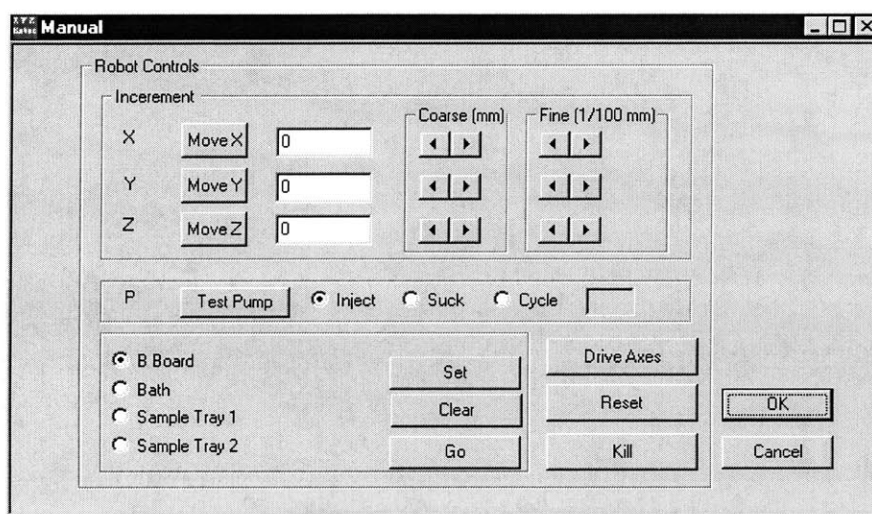 Manual
Robot Controls
Increment
Coarse (mm) Fine (1/100 mm)
X Move X 0
Y Move Y 0
Z Move Z 0
P Test Pump Inject Suck Cycle
B Board
Bath
Sample Tray 1
Sample Tray 2
Set
Clear
Go
Drive Axes
Reset
Kill
OK
Cancel